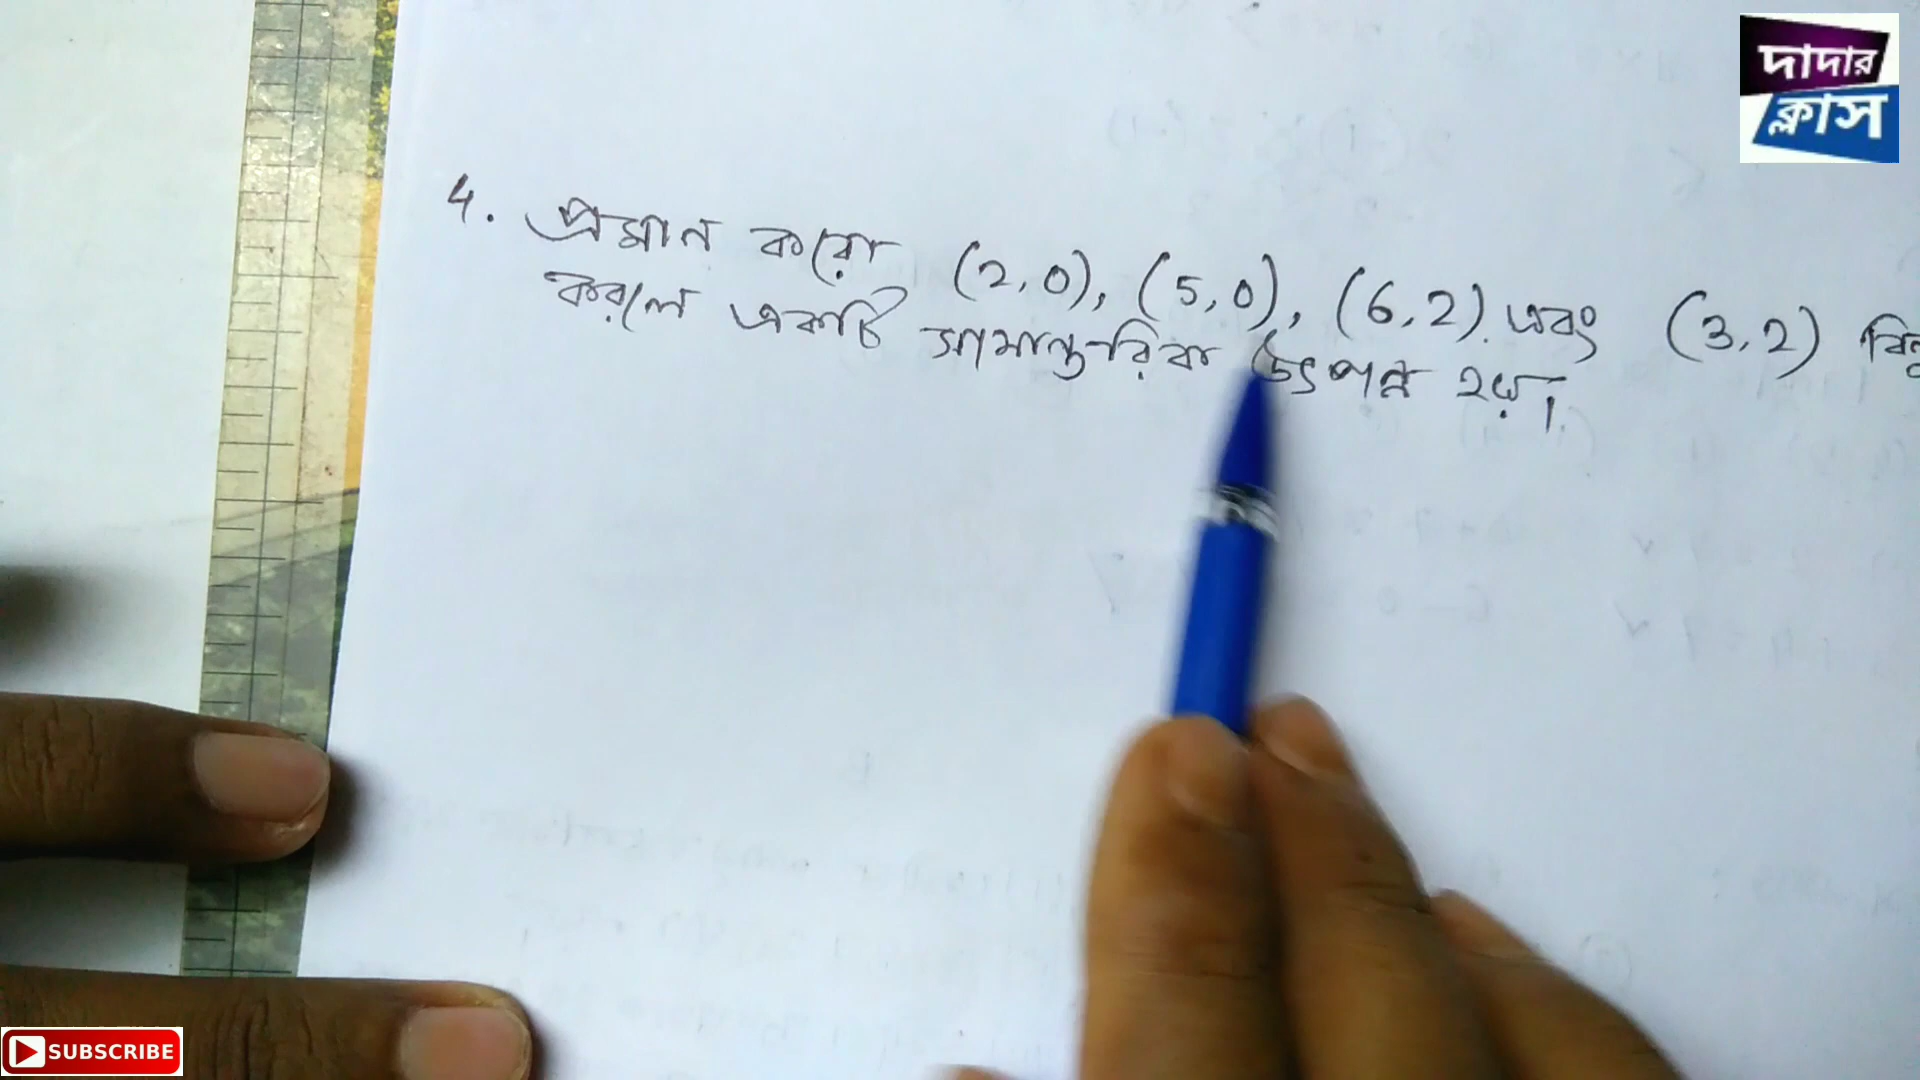 দাদার
ক্লাস
4. প্রমান করো (2,0), (5,0), (6,2) এবং (3,2)
করলে একটি সামান্তরিক উৎপন্ন হয়।
SUBSCRIBE